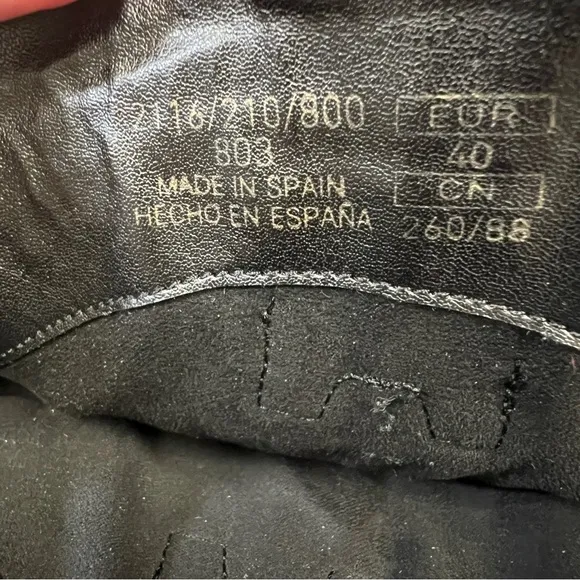 2116/210/800 EUR
803 40
MADE IN SPAIN CN
HECHO EN ESPAÑA 260/88